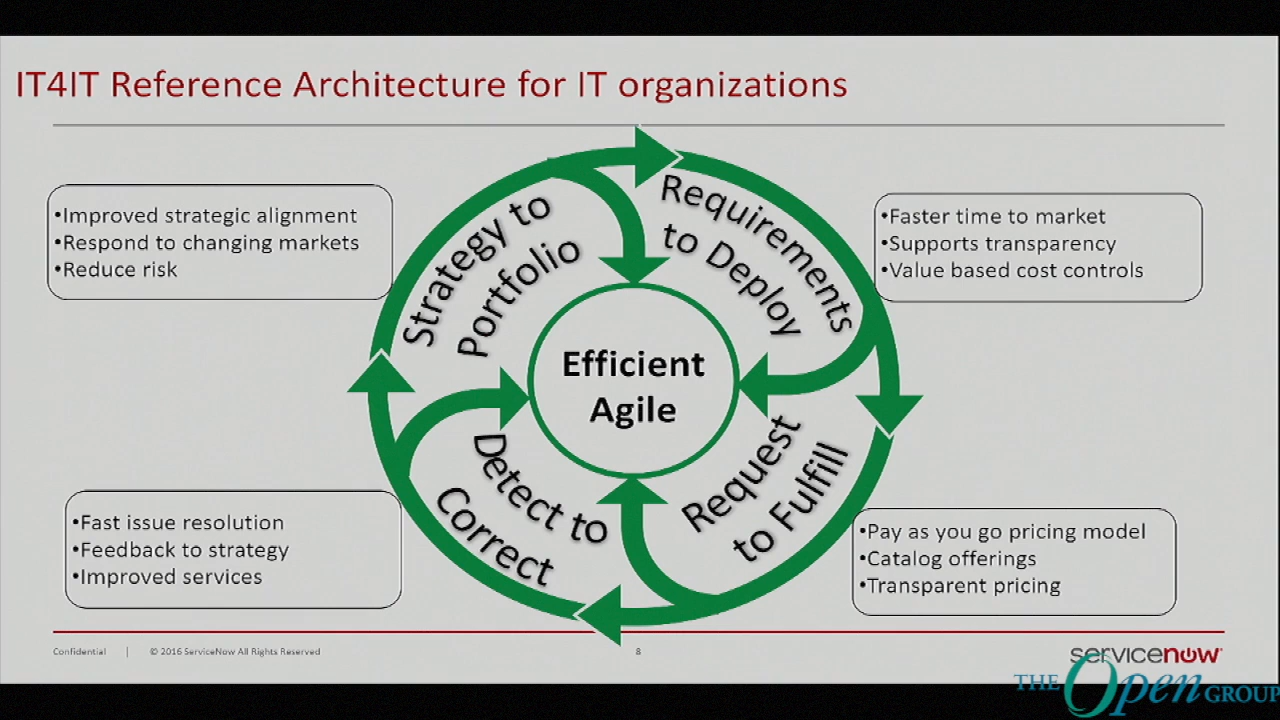 IT4IT Reference Architecture for IT organizations
•Improved strategic alignment
•Respond to changing markets
•Reduce risk
Strategy to
Portfolio
Requirements
to Deploy
•Faster time to market
•Supports transparency
•Value based cost controls
Efficient
Agile
•Fast issue resolution
•Feedback to strategy
•Improved services
Detect to
Correct
Request
to Fulfill
•Pay as you go pricing model
•Catalog offerings
•Transparent pricing
Confidential | © 2016 ServiceNow All Rights Reserved
8
servicenow
THE Open GROUP